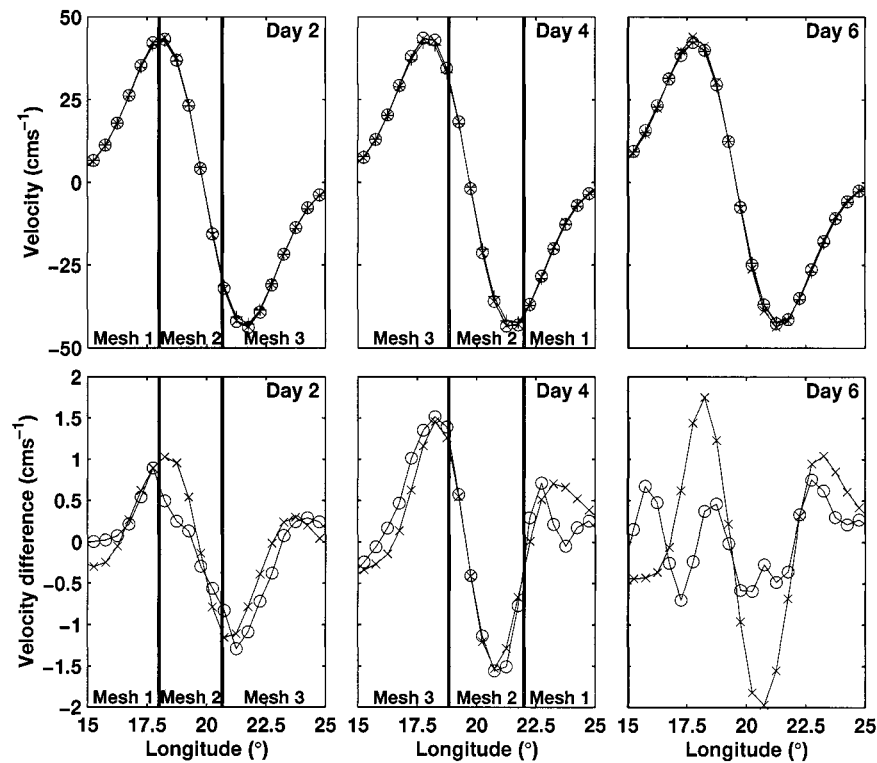 Velocity (cms⁻¹)
50
25
0
−25
−50
Day 2
Mesh 1 Mesh 2 Mesh 3
Day 4
Mesh 3 Mesh 2 Mesh 1
Day 6
Velocity difference (cms⁻¹)
2
1.5
1
0.5
0
−0.5
−1
−1.5
−2
Day 2
Mesh 1 Mesh 2 Mesh 3
15 17.5 20 22.5 25
Longitude (°)
Day 4
Mesh 3 Mesh 2 Mesh 1
15 17.5 20 22.5 25
Longitude (°)
Day 6
15 17.5 20 22.5 25
Longitude (°)